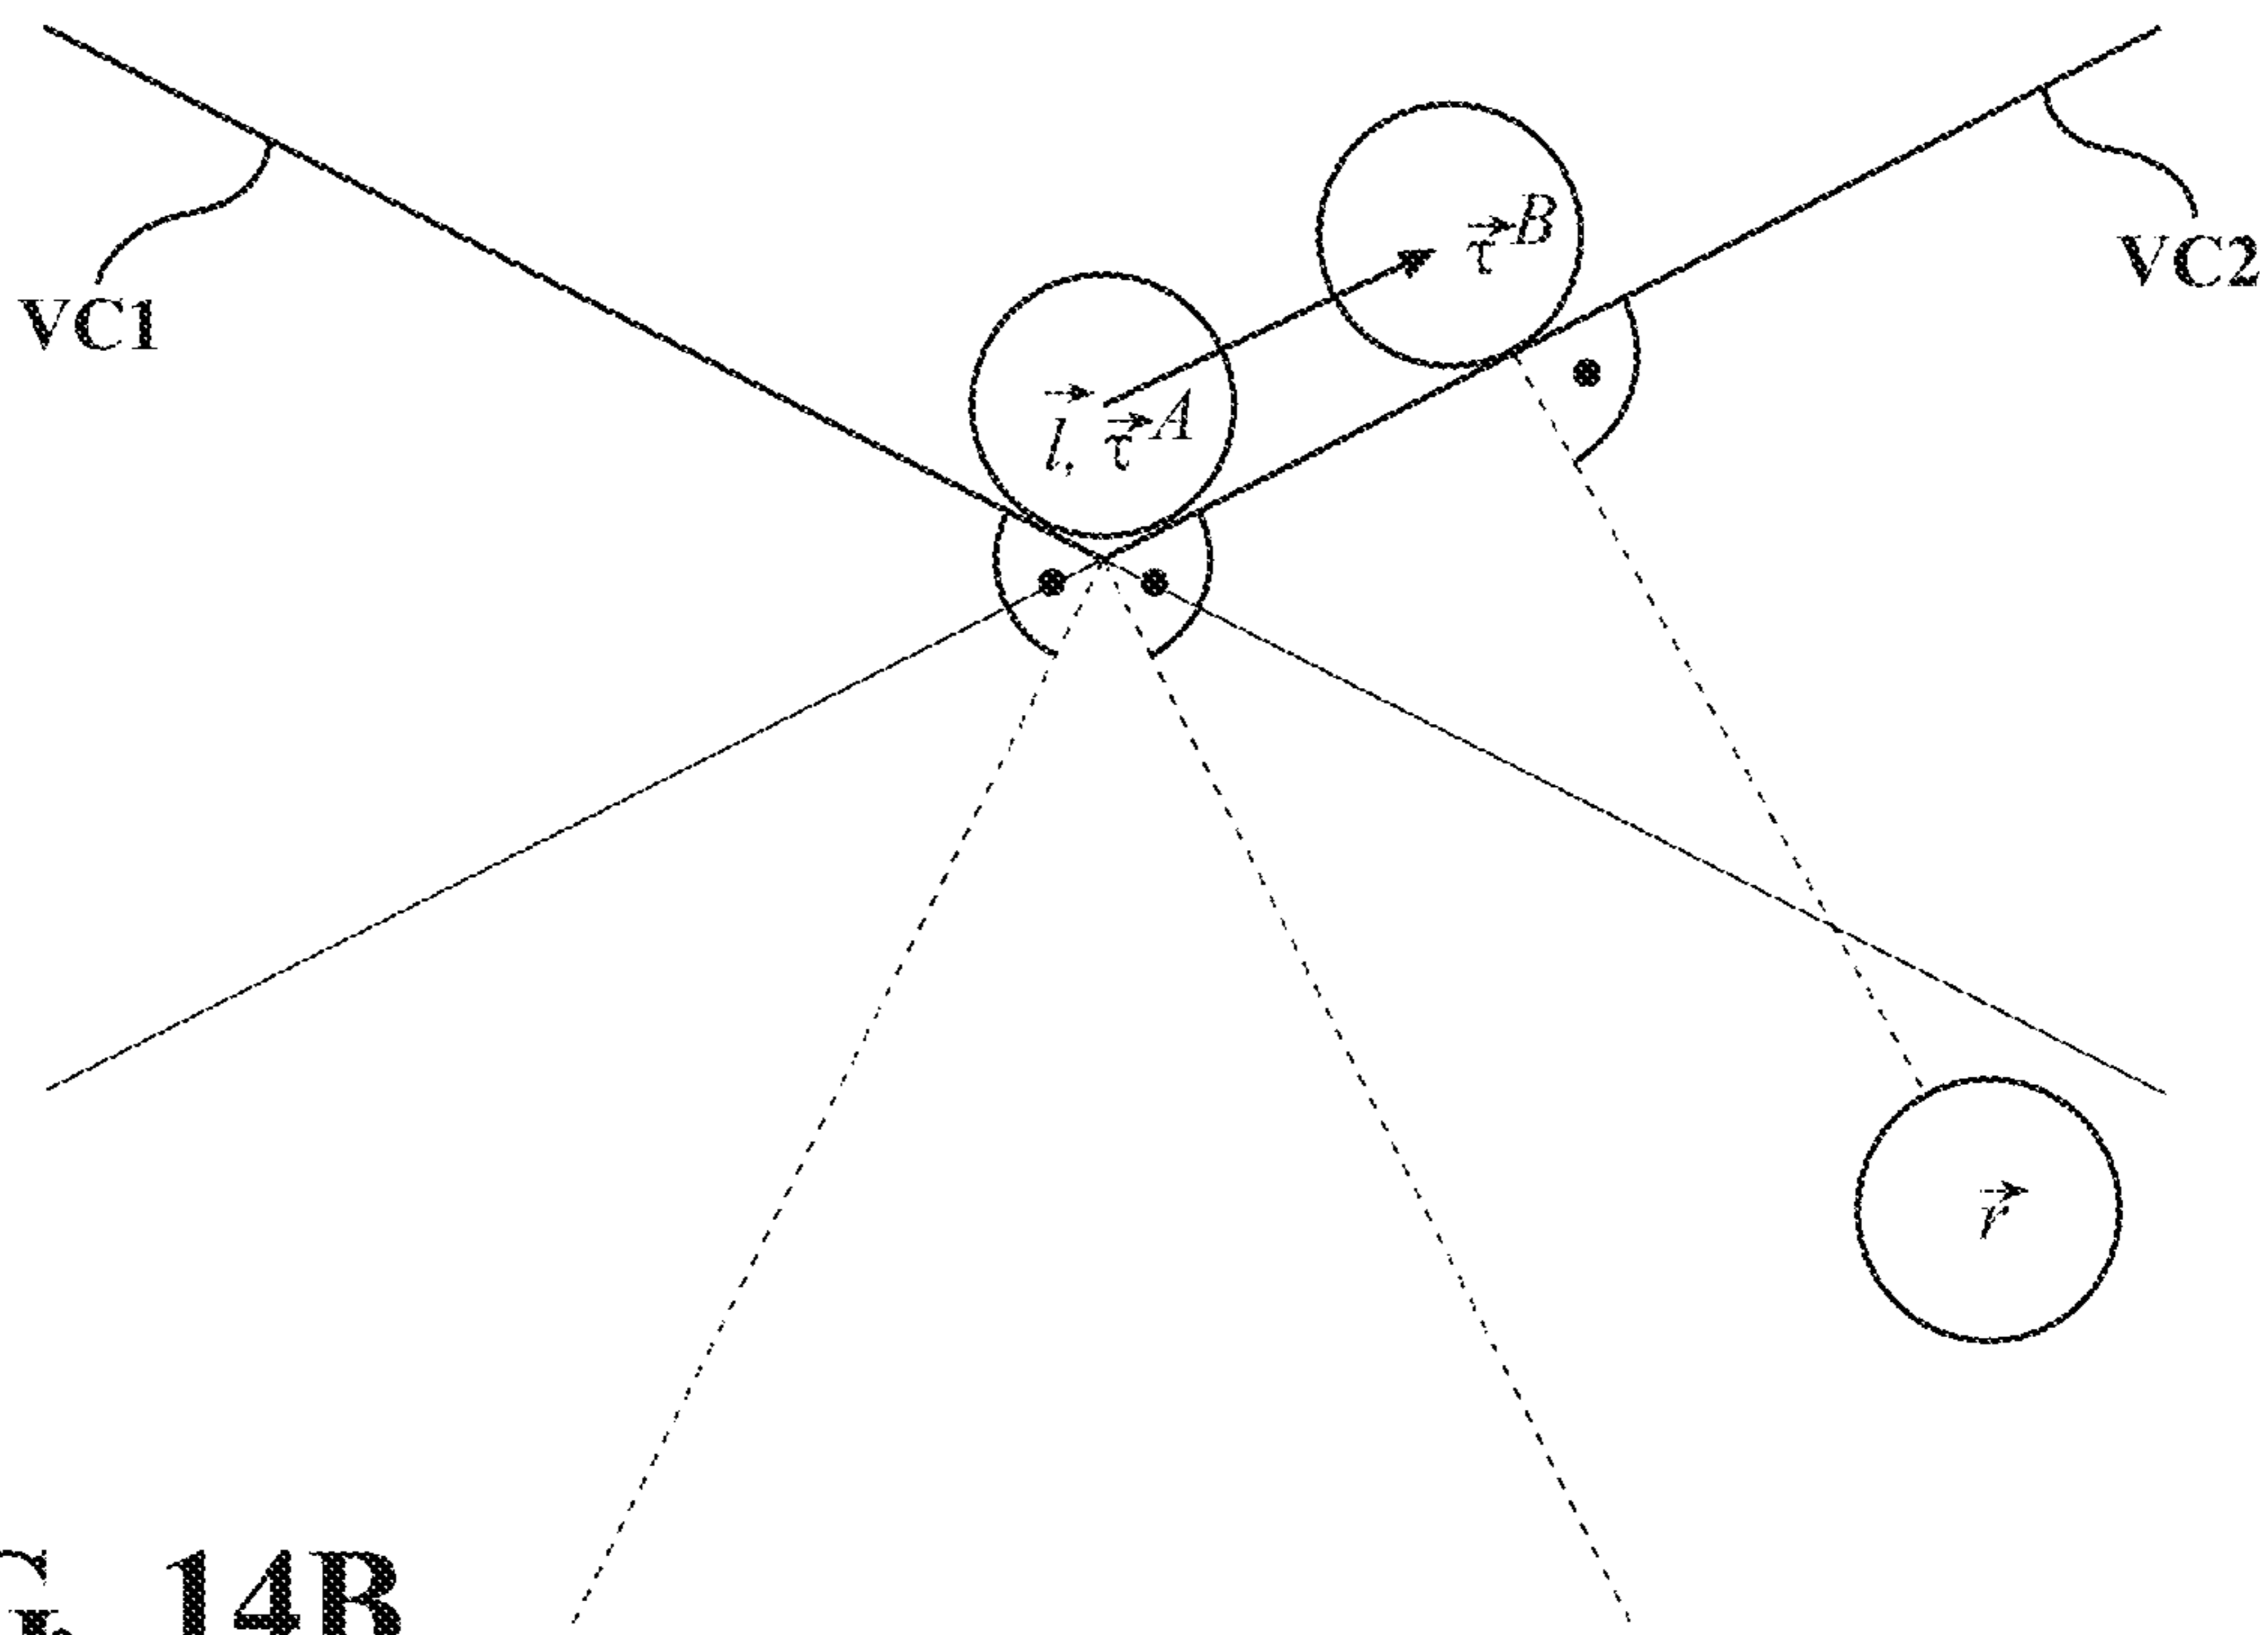 VC1
VC2
τ⃗^B
l⃗, τ⃗^A
r⃗
14B